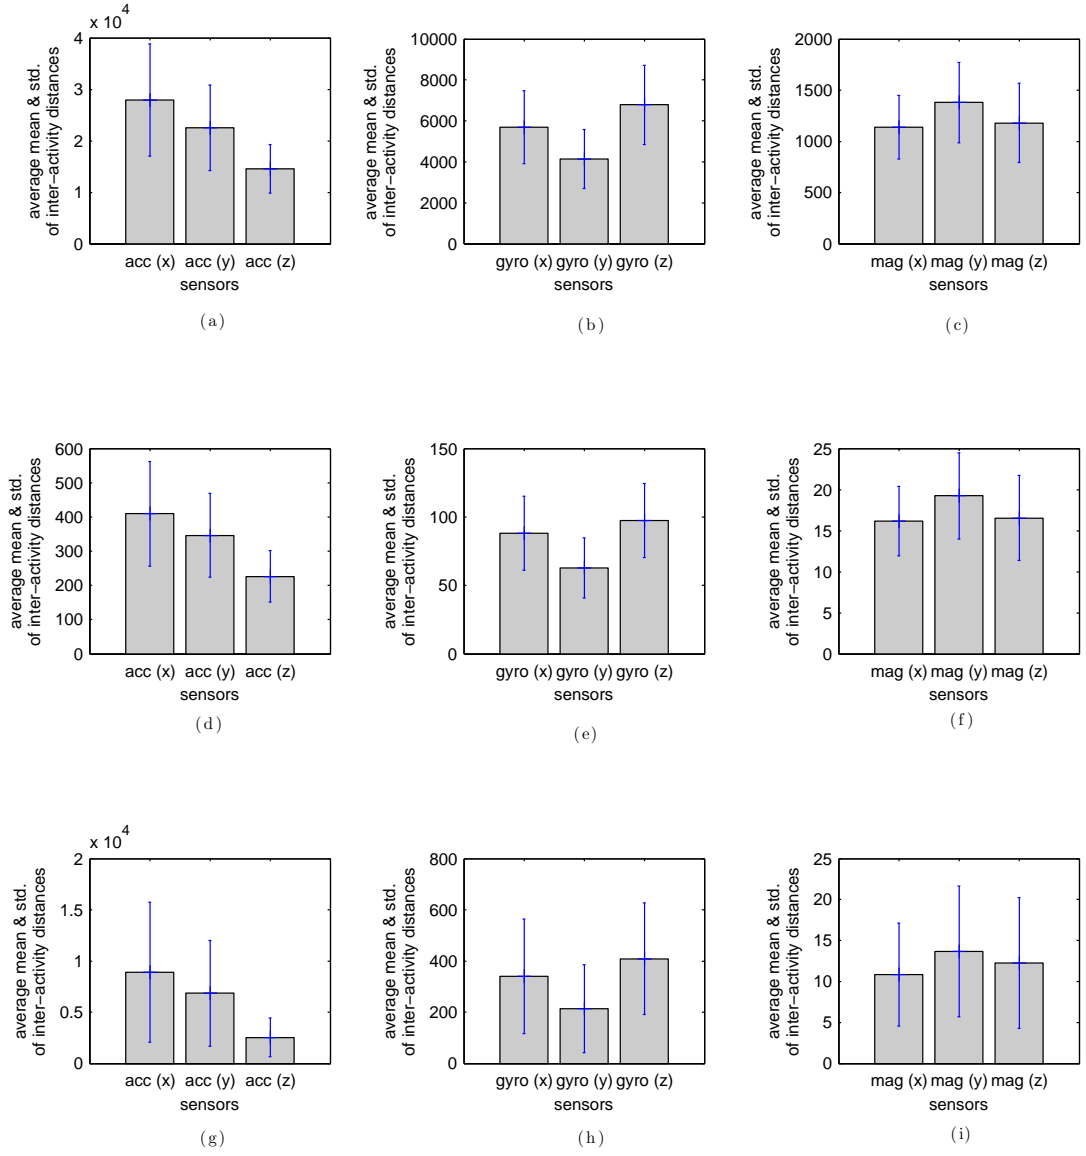 x 10^4
average mean & std.
of inter−activity distances
4
3
2
1
0
acc (x) acc (y) acc (z)
sensors
(a)
average mean & std.
of inter−activity distances
10000
8000
6000
4000
2000
0
gyro (x) gyro (y) gyro (z)
sensors
(b)
average mean & std.
of inter−activity distances
2000
1500
1000
500
0
mag (x) mag (y) mag (z)
sensors
(c)
average mean & std.
of inter−activity distances
600
500
400
300
200
100
0
acc (x) acc (y) acc (z)
sensors
(d)
average mean & std.
of inter−activity distances
150
100
50
0
gyro (x) gyro (y) gyro (z)
sensors
(e)
average mean & std.
of inter−activity distances
25
20
15
10
5
0
mag (x) mag (y) mag (z)
sensors
(f)
x 10^4
average mean & std.
of inter−activity distances
2
1.5
1
0.5
0
acc (x) acc (y) acc (z)
sensors
(g)
average mean & std.
of inter−activity distances
800
600
400
200
0
gyro (x) gyro (y) gyro (z)
sensors
(h)
average mean & std.
of inter−activity distances
25
20
15
10
5
0
mag (x) mag (y) mag (z)
sensors
(i)